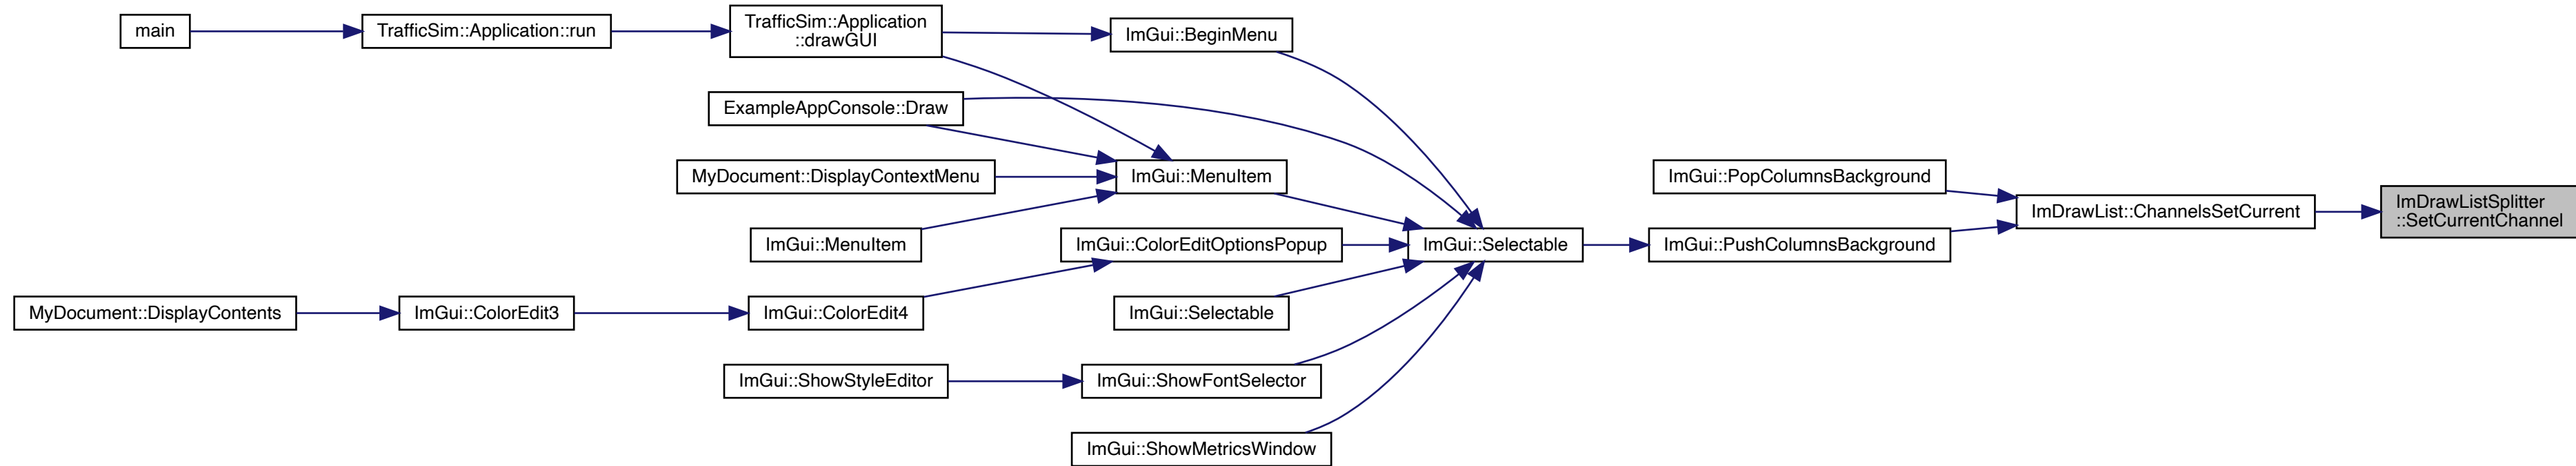 main
TrafficSim::Application::run
TrafficSim::Application
::drawGUI
ImGui::BeginMenu
ExampleAppConsole::Draw
MyDocument::DisplayContextMenu
ImGui::MenuItem
ImGui::PopColumnsBackground
ImDrawList::ChannelsSetCurrent
ImDrawListSplitter
::SetCurrentChannel
ImGui::MenuItem
ImGui::ColorEditOptionsPopup
ImGui::Selectable
ImGui::PushColumnsBackground
MyDocument::DisplayContents
ImGui::ColorEdit3
ImGui::ColorEdit4
ImGui::Selectable
ImGui::ShowStyleEditor
ImGui::ShowFontSelector
ImGui::ShowMetricsWindow